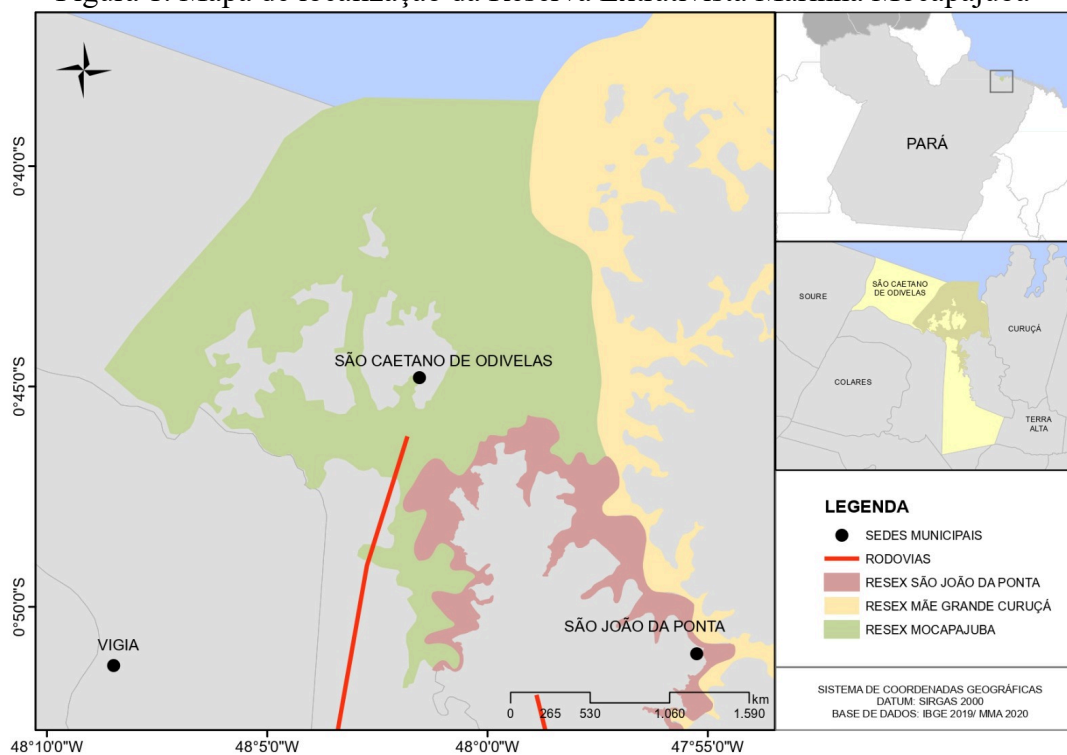 Figura 1: Mapa de localização da Reserva Extrativista Marinha Mocapajuba
0°40'0"S
0°45'0"S
0°50'0"S
SÃO CAETANO DE ODIVELAS
VIGIA
SÃO JOÃO DA PONTA
km
0 265 530 1.060 1.590
48°10'0"W 48°5'0"W 48°0'0"W 47°55'0"W
PARÁ
SOURE
SÃO CAETANO
DE ODIVELAS
CURUÇÁ
COLARES
TERRA
ALTA
LEGENDA
SEDES MUNICIPAIS
RODOVIAS
RESEX SÃO JOÃO DA PONTA
RESEX MÃE GRANDE CURUÇÁ
RESEX MOCAPAJUBA
SISTEMA DE COORDENADAS GEOGRÁFICAS
DATUM: SIRGAS 2000
BASE DE DADOS: IBGE 2019/ MMA 2020